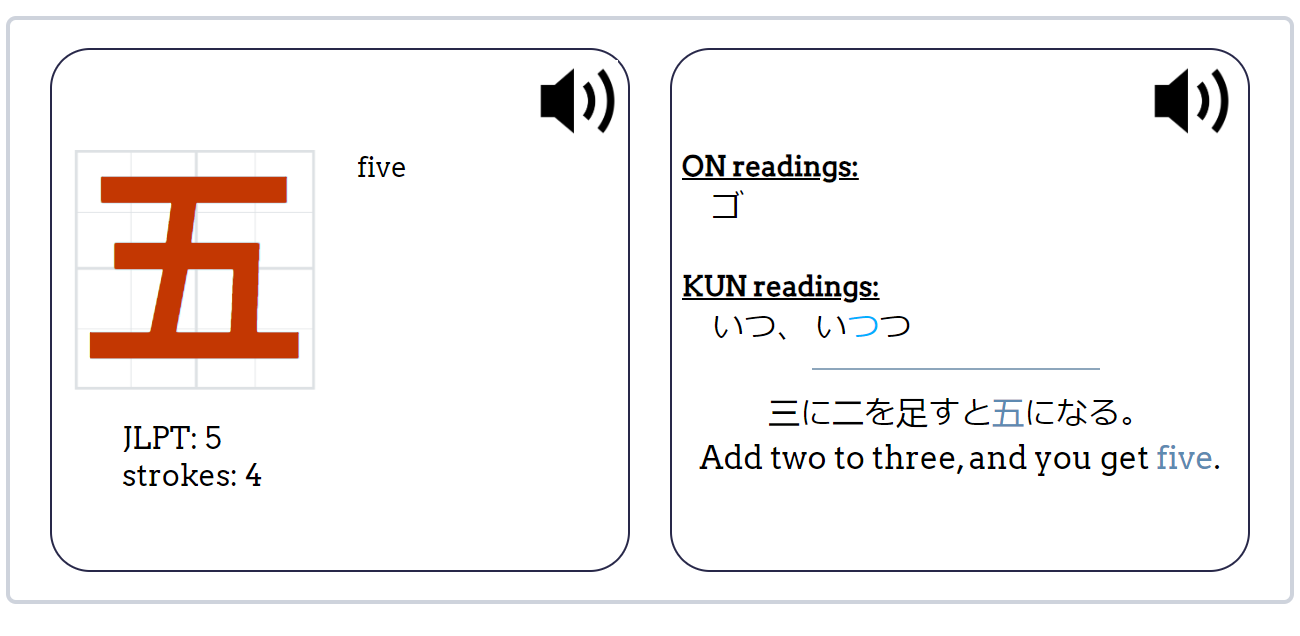 五
five
JLPT: 5
strokes: 4
ON readings:
ゴ
KUN readings:
いつ、 いつつ
三に二を足すと五になる。
Add two to three, and you get five.